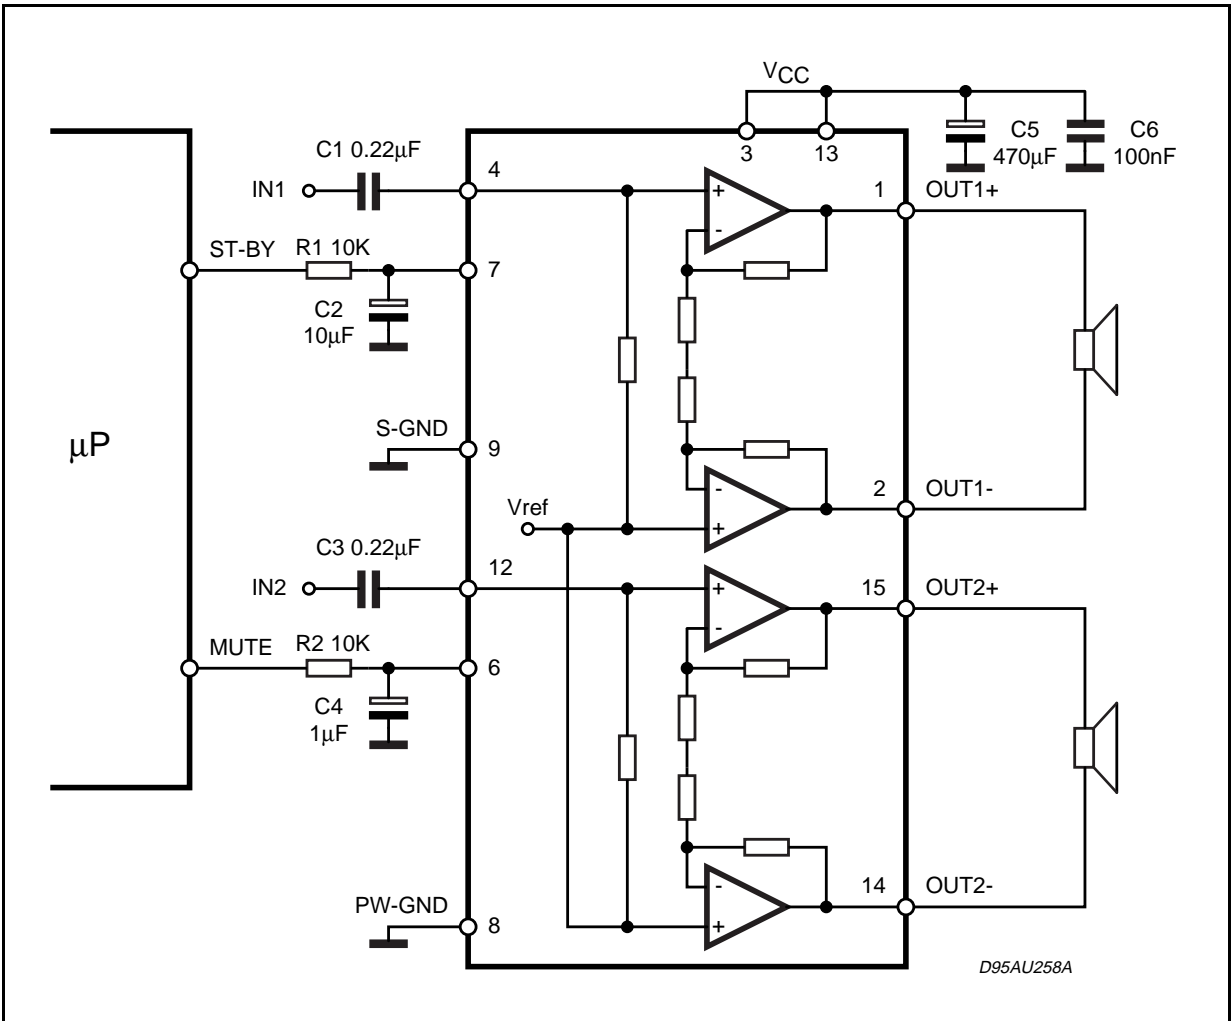 VCC
C1 0.22µF
C5
470µF
C6
100nF
3
13
4
IN1
1
OUT1+
+
-
ST-BY
R1 10K
7
C2
10µF
µP
S-GND
9
-
2
OUT1-
Vref
+
C3 0.22µF
12
IN2
15
OUT2+
+
-
MUTE
R2 10K
6
C4
1µF
-
14
OUT2-
PW-GND
8
+
D95AU258A